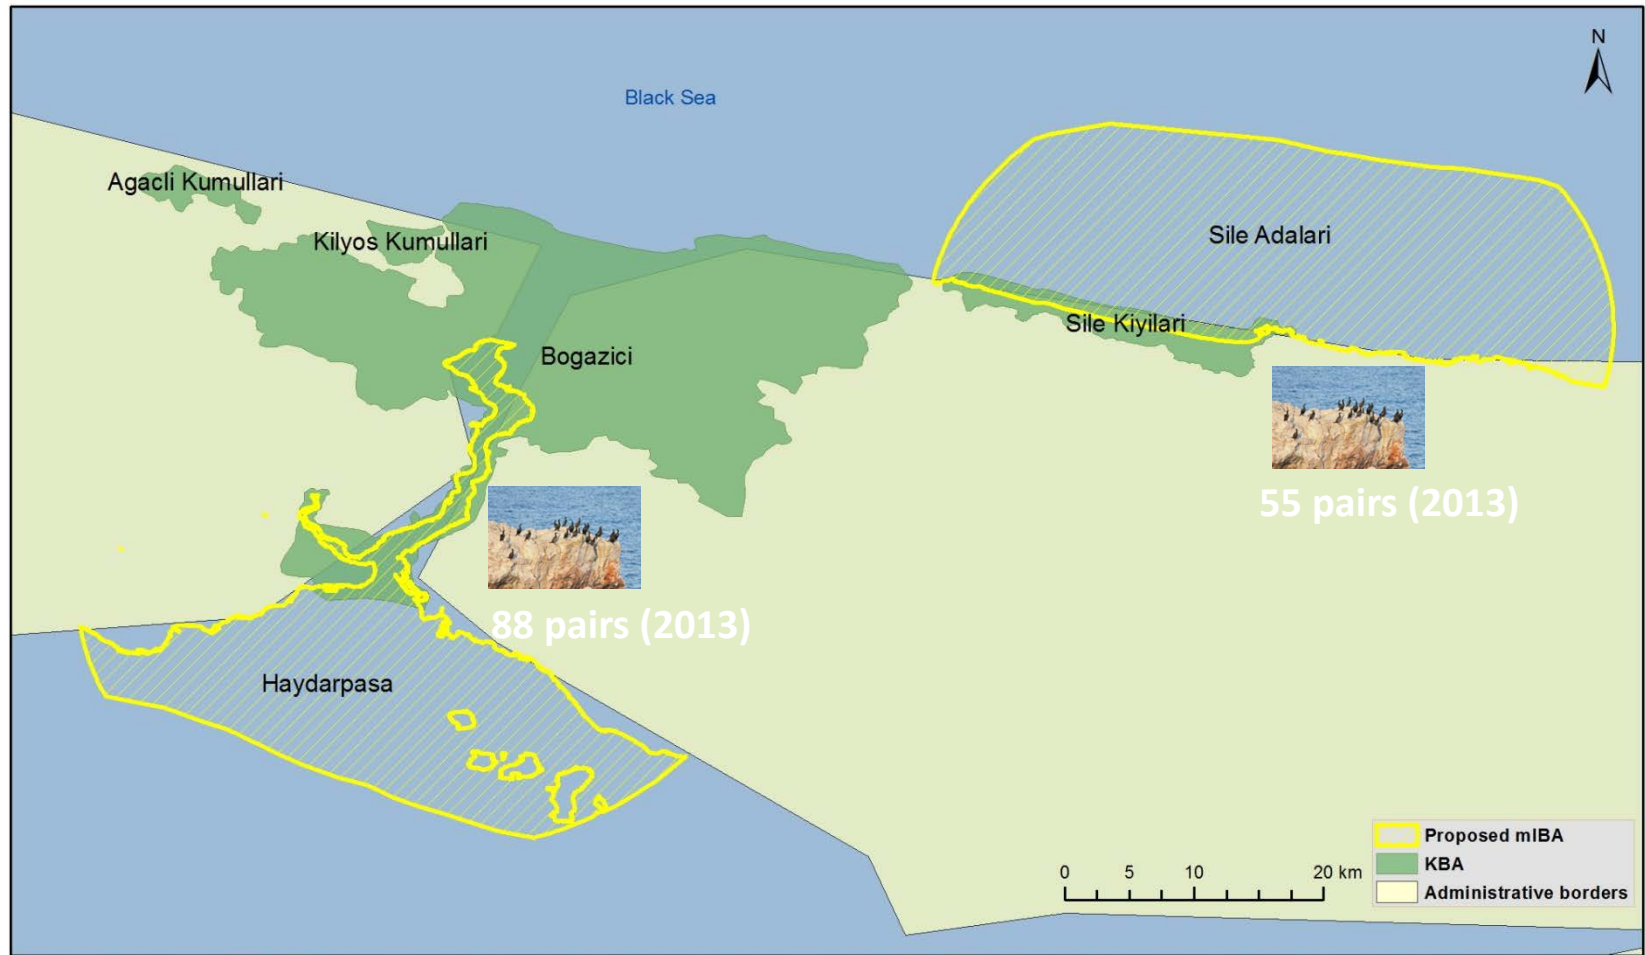 N
Black Sea
Agacli Kumullari
Kilyos Kumullari
Sile Adalari
Sile Kiyilari
Bogazici
55 pairs (2013)
88 pairs (2013)
Haydarpasa
Proposed mIBA
KBA
Administrative borders
0 5 10 20 km